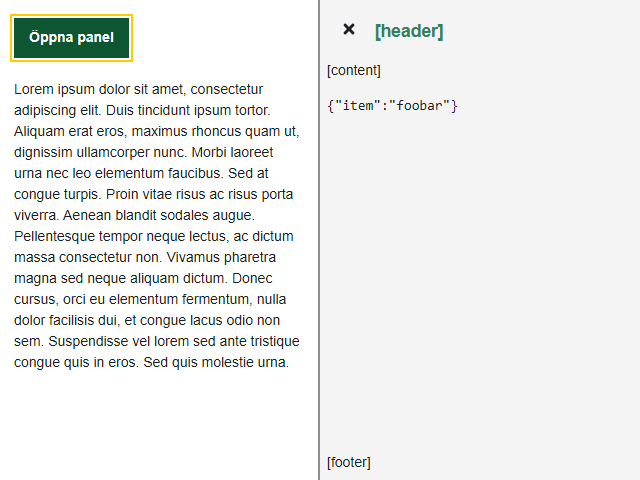 Öppna panel
Lorem ipsum dolor sit amet, consectetur
adipiscing elit. Duis tincidunt ipsum tortor.
Aliquam erat eros, maximus rhoncus quam ut,
dignissim ullamcorper nunc. Morbi laoreet
urna nec leo elementum faucibus. Sed at
congue turpis. Proin vitae risus ac risus porta
viverra. Aenean blandit sodales augue.
Pellentesque tempor neque lectus, ac dictum
massa consectetur non. Vivamus pharetra
magna sed neque aliquam dictum. Donec
cursus, orci eu elementum fermentum, nulla
dolor facilisis dui, et congue lacus odio non
sem. Suspendisse vel lorem sed ante tristique
congue quis in eros. Sed quis molestie urna.
[header]
[content]
{"item":"foobar"}
[footer]